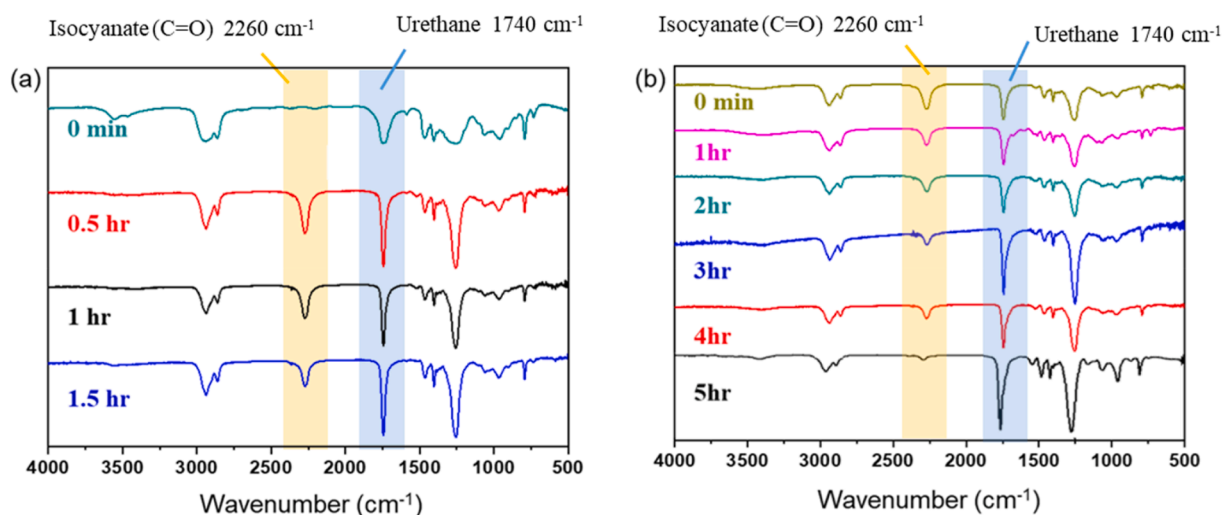 Isocyanate (C=O) 2260 cm-1
Urethane 1740 cm-1
(a)
0 min
0.5 hr
1 hr
1.5 hr
4000 3500 3000 2500 2000 1500 1000 500
Wavenumber (cm-1)
Isocyanate (C=O) 2260 cm-1
Urethane 1740 cm-1
(b)
0 min
1hr
2hr
3hr
4hr
5hr
4000 3500 3000 2500 2000 1500 1000 500
Wavenumber (cm-1)